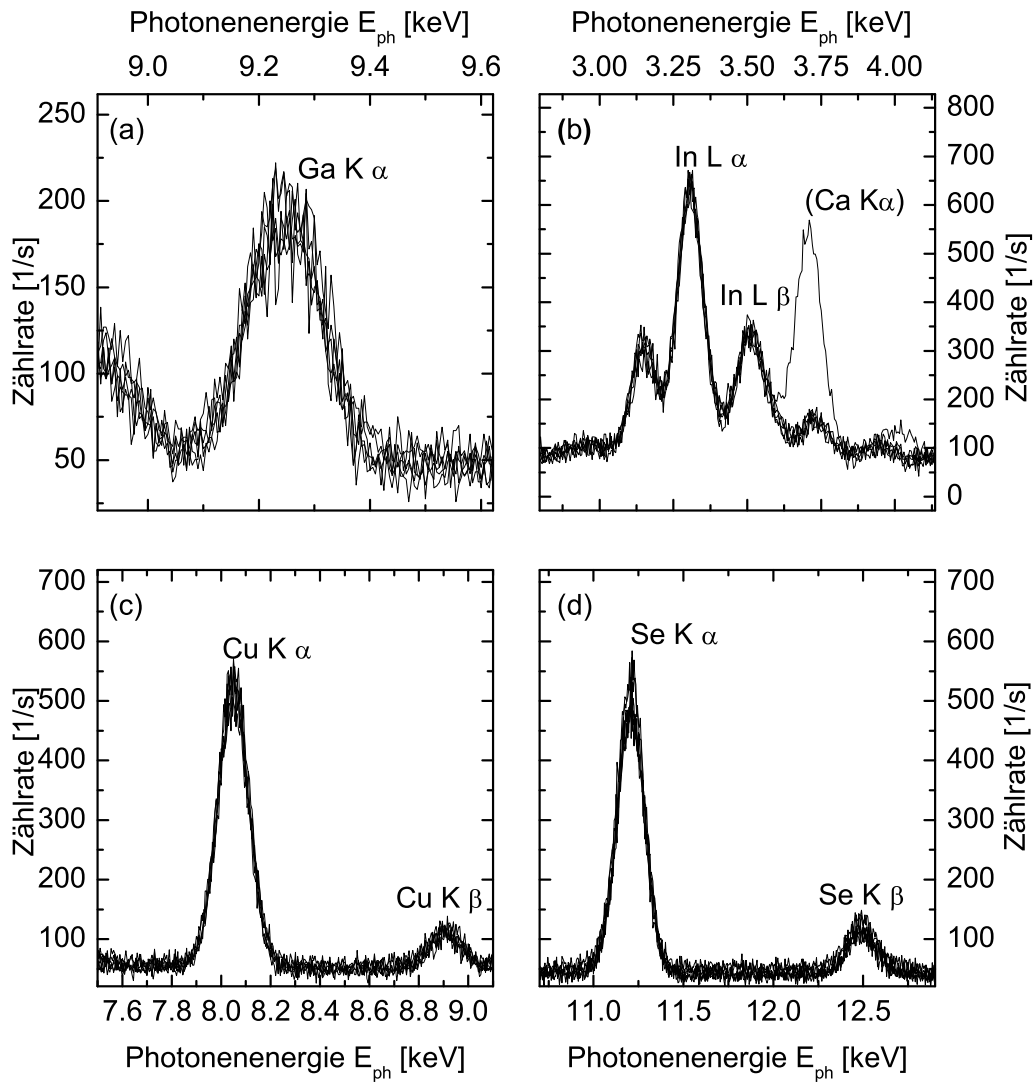 Photonenenergie E_ph [keV]
Photonenenergie E_ph [keV]
9.0 9.2 9.4 9.6
3.00 3.25 3.50 3.75 4.00
(a)
Ga K α
250
200
150
100
50
Zählrate [1/s]
(b)
In L α
(Ca Kα)
In L β
800
700
600
500
400
300
200
100
0
Zählrate [1/s]
(c)
Cu K α
Cu K β
700
600
500
400
300
200
100
Zählrate [1/s]
7.6 7.8 8.0 8.2 8.4 8.6 8.8 9.0
Photonenenergie E_ph [keV]
(d)
Se K α
Se K β
700
600
500
400
300
200
100
Zählrate [1/s]
11.0 11.5 12.0 12.5
Photonenenergie E_ph [keV]